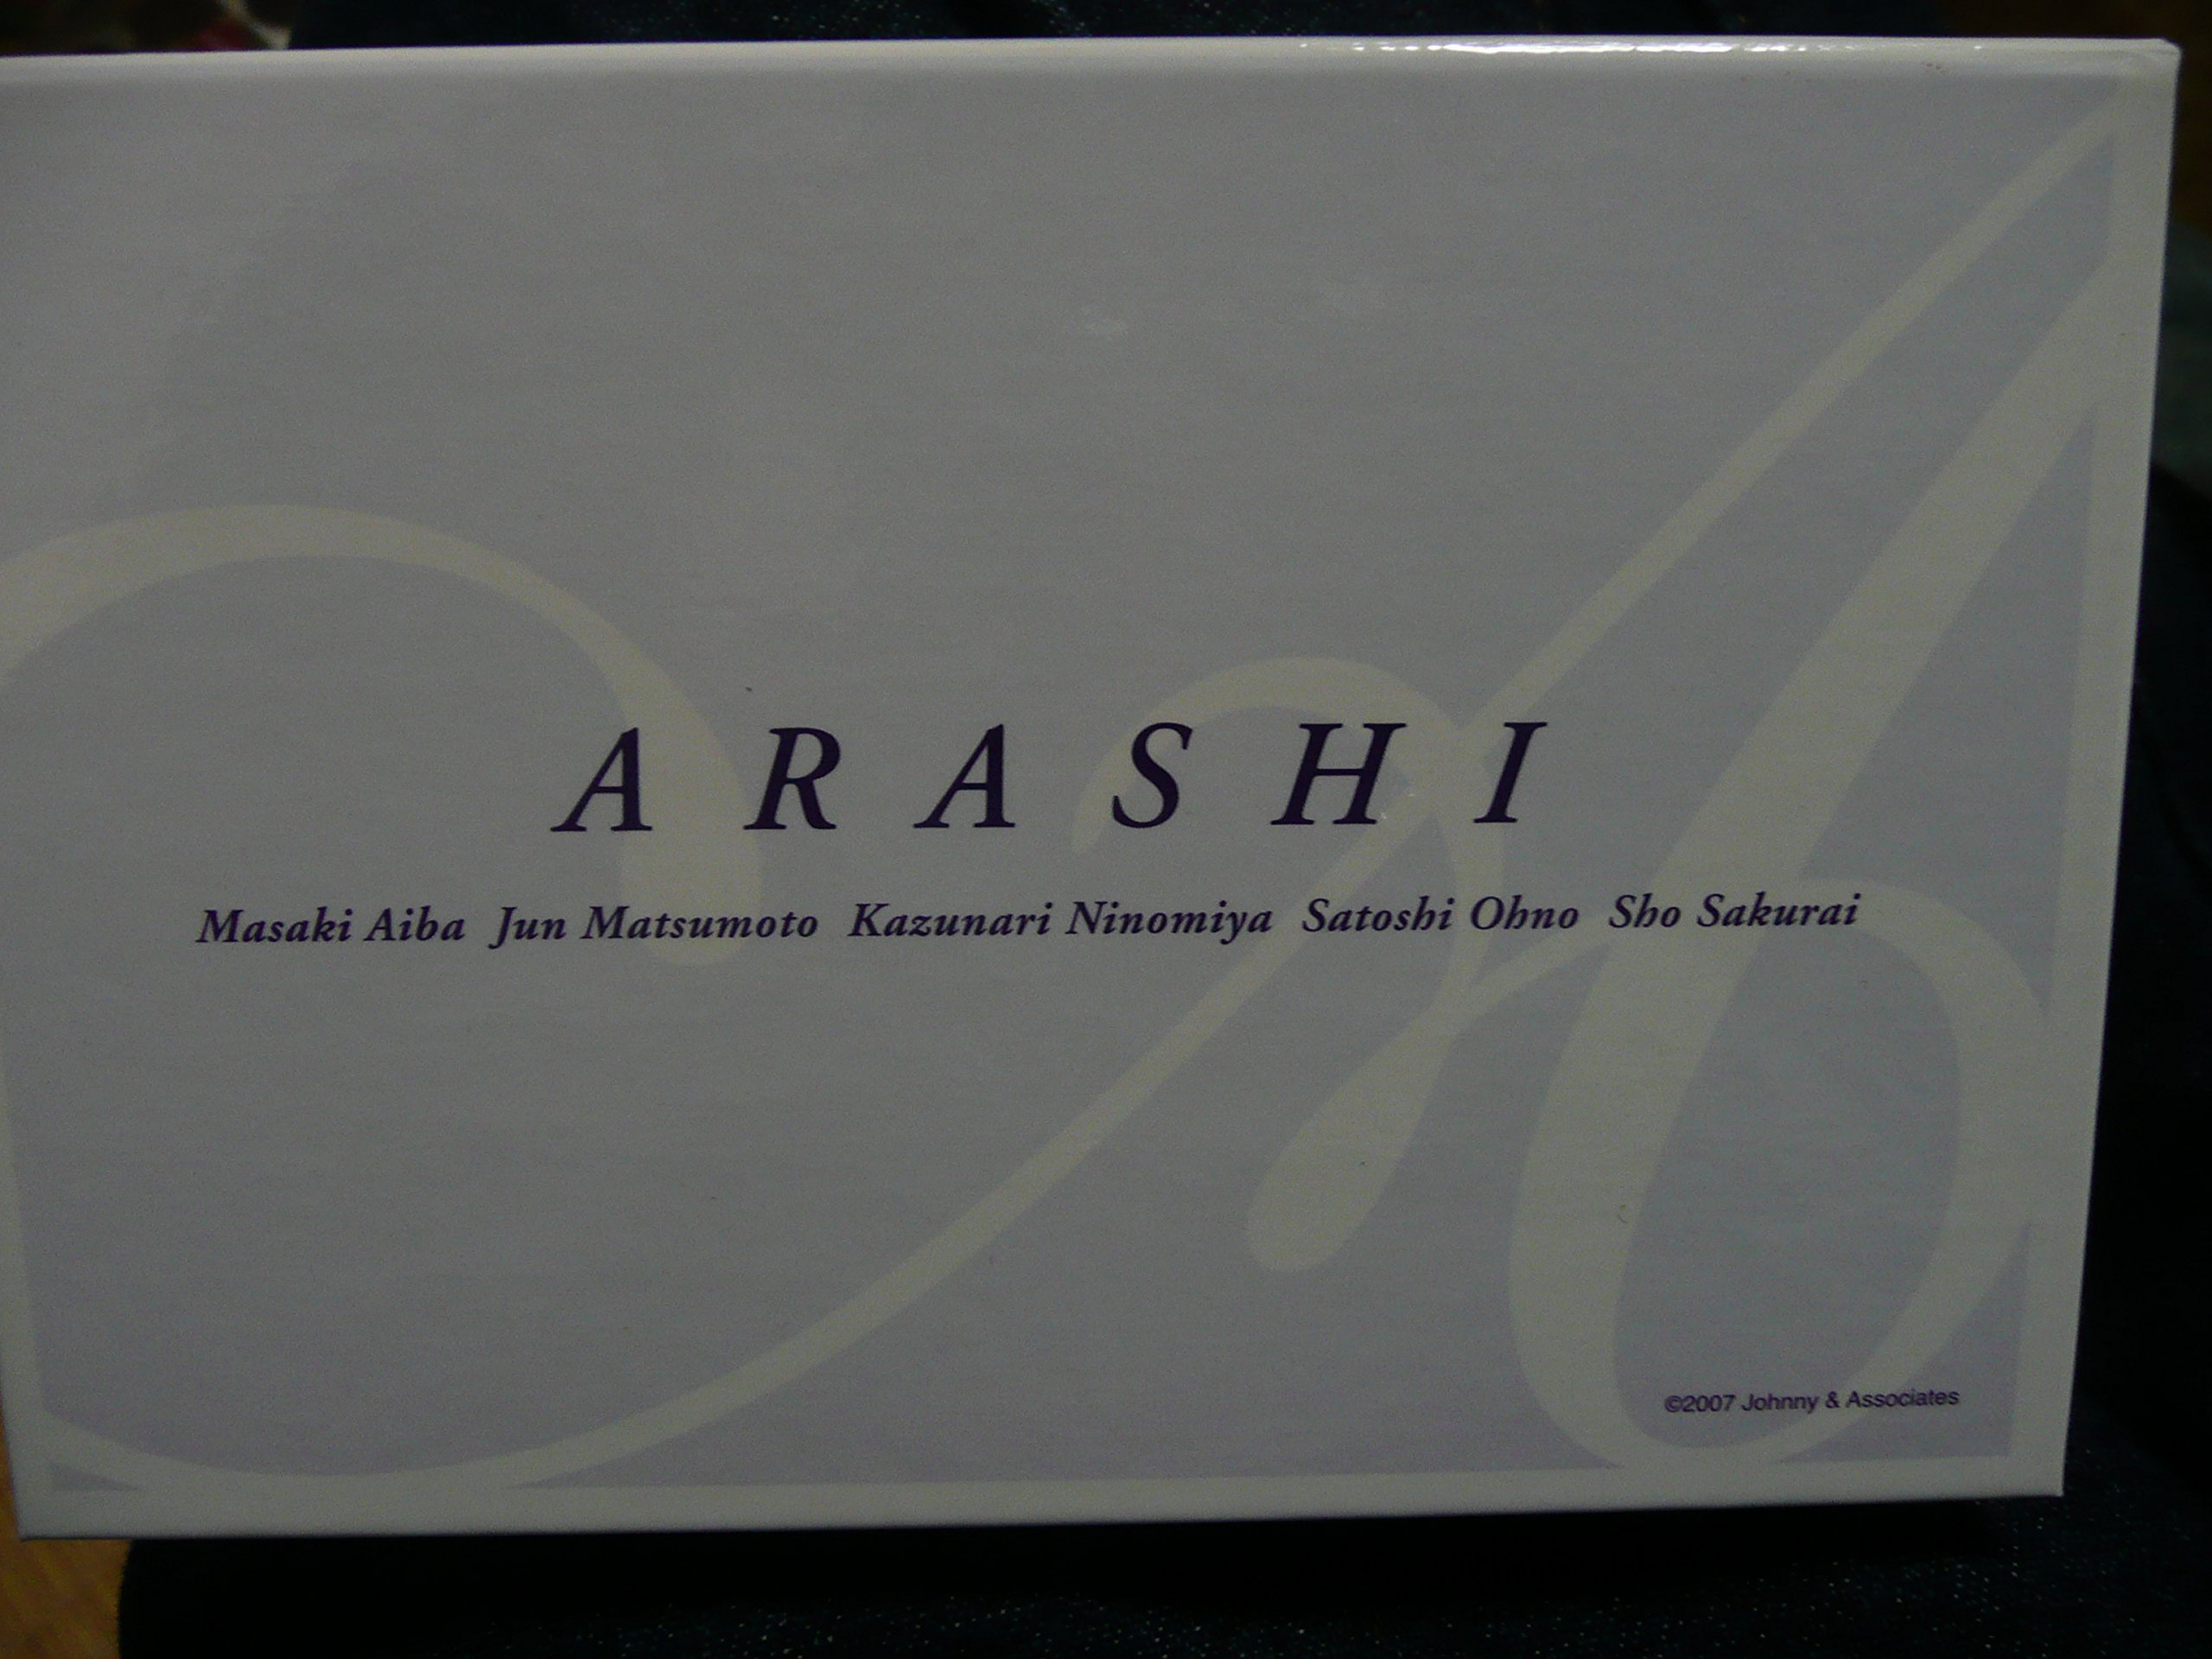 ARASHI
Masaki Aiba Jun Matsumoto Kazunari Ninomiya Satoshi Ohno Sho Sakurai
©2007 Johnny & Associates